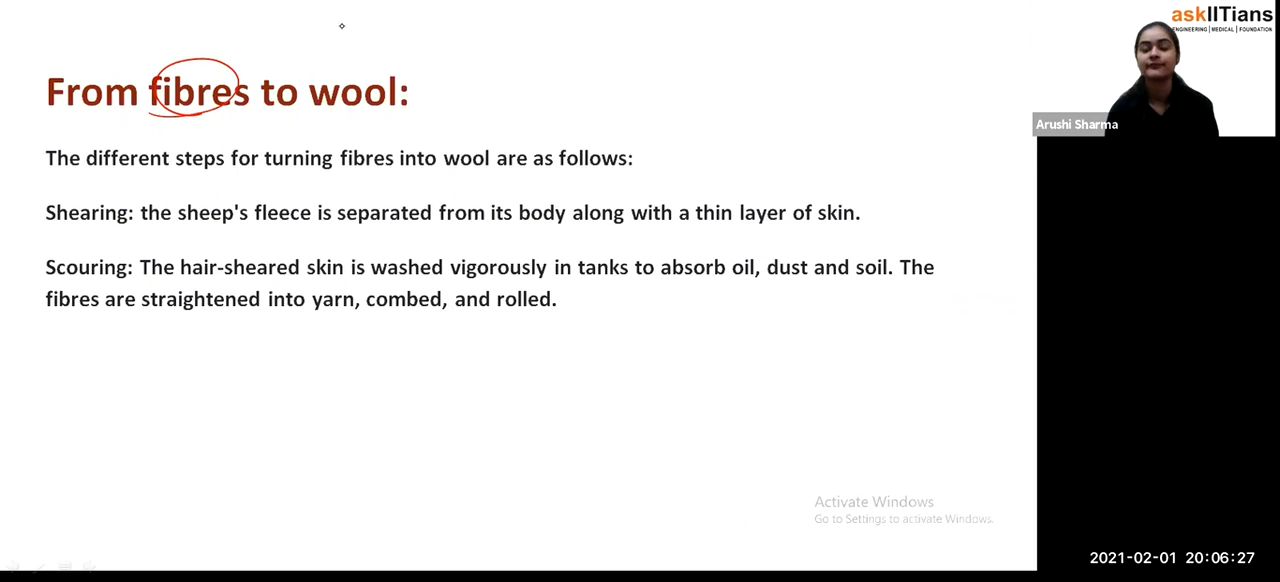 askIITians
ENGINEERING | MEDICAL | FOUNDATION
From fibres to wool:
Arushi Sharma
The different steps for turning fibres into wool are as follows:
Shearing: the sheep's fleece is separated from its body along with a thin layer of skin.
Scouring: The hair-sheared skin is washed vigorously in tanks to absorb oil, dust and soil. The
fibres are straightened into yarn, combed, and rolled.
Activate Windows
Go to Settings to activate Windows.
2021-02-01 20:06:27